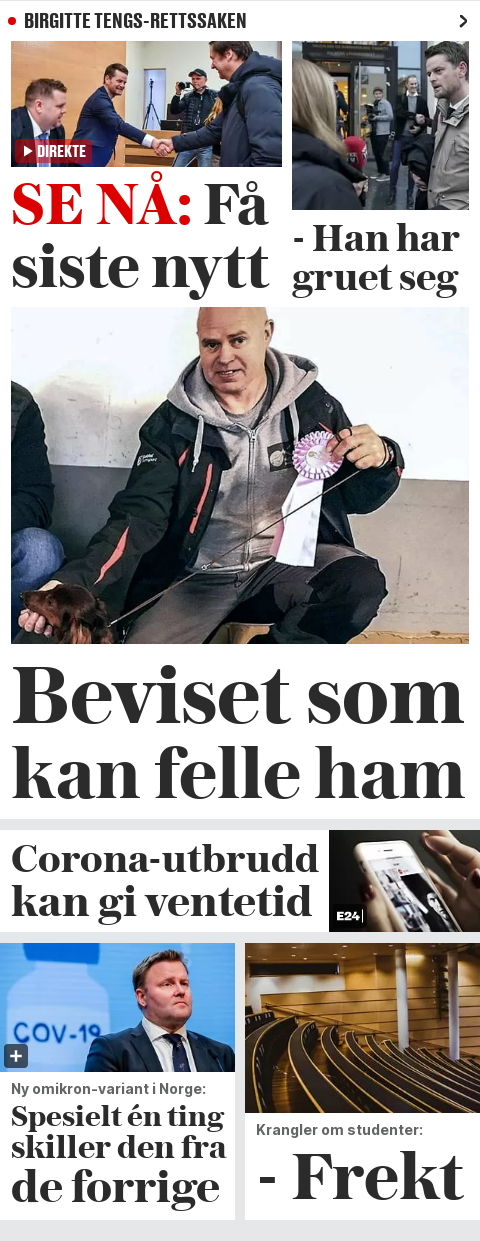 BIRGITTE TENGS-RETTSSAKEN
DIREKTE
SE NÅ: Få
siste nytt
- Han har
gruet seg
Beviset som
kan felle ham
Corona-utbrudd
kan gi ventetid
E24
COV-19
Ny omikron-variant i Norge:
Spesielt én ting
skiller den fra
de forrige
Krangler om studenter:
- Frekt